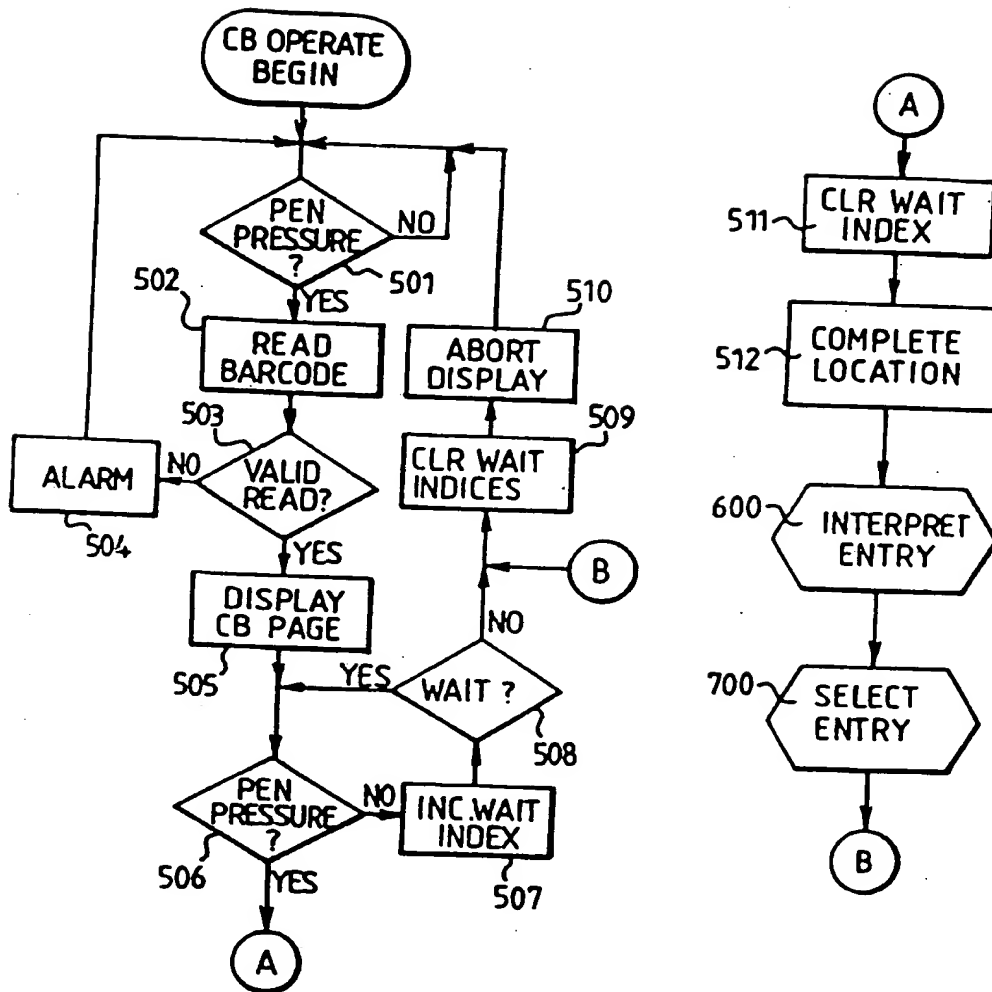 CB OPERATE
BEGIN
PEN
PRESSURE
?
NO
501
YES
502
READ
BARCODE
503
VALID
READ?
NO
ALARM
504
YES
DISPLAY
CB PAGE
505
PEN
PRESSURE
?
506
NO
YES
A
INC.WAIT
INDEX
507
WAIT ?
508
YES
NO
B
CLR WAIT
INDICES
509
ABORT
DISPLAY
510
A
CLR WAIT
INDEX
511
COMPLETE
LOCATION
512
INTERPRET
ENTRY
600
SELECT
ENTRY
700
B